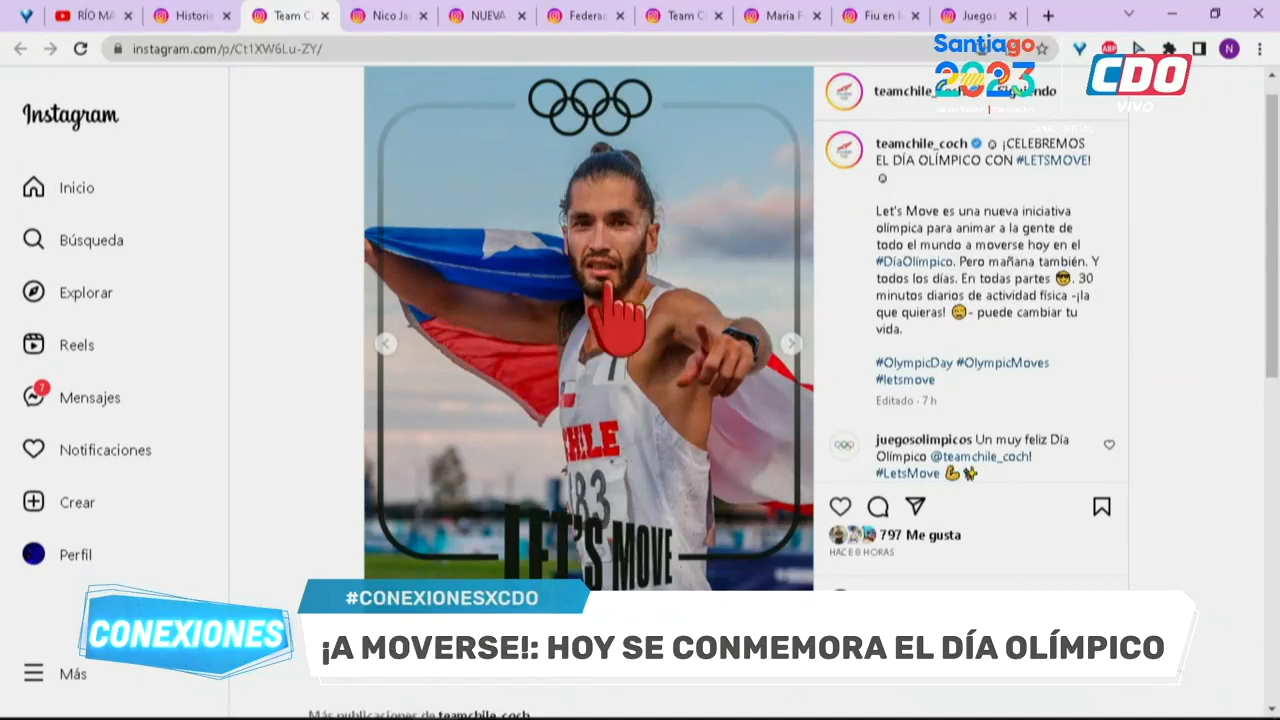 RÍO MA
Historia
Team C
Nico Ja
NUEVA
Federac
Team C
Maria F
Fiu en l
Juegos
instagram.com/p/Ct1XW6Lu-ZY/
ABP
N
Santiago
2023
CDO
VIVO
Instagram
Inicio
Búsqueda
Explorar
Reels
7
Mensajes
Notificaciones
Crear
Perfil
Más
CHILE
183
LET'S MOVE
teamchile_coch
teamchile_coch ¡CELEBREMOS
EL DÍA OLÍMPICO CON #LETSMOVE!
Let's Move es una nueva iniciativa
olímpica para animar a la gente de
todo el mundo a moverse hoy en el
#DíaOlímpico. Pero mañana también. Y
todos los días. En todas partes 😎. 30
minutos diarios de actividad física -¡la
que quieras! 😄- puede cambiar tu
vida.
#OlympicDay #OlympicMoves
#letsmove
Editado · 7 h
juegosolimpicos Un muy feliz Día
Olímpico @teamchile_coch!
#LetsMove 💪✨
797 Me gusta
HACE 8 HORAS
#CONEXIONESXCDO
CONEXIONES
¡A MOVERSE!: HOY SE CONMEMORA EL DÍA OLÍMPICO
Más publicaciones de teamchile_coch